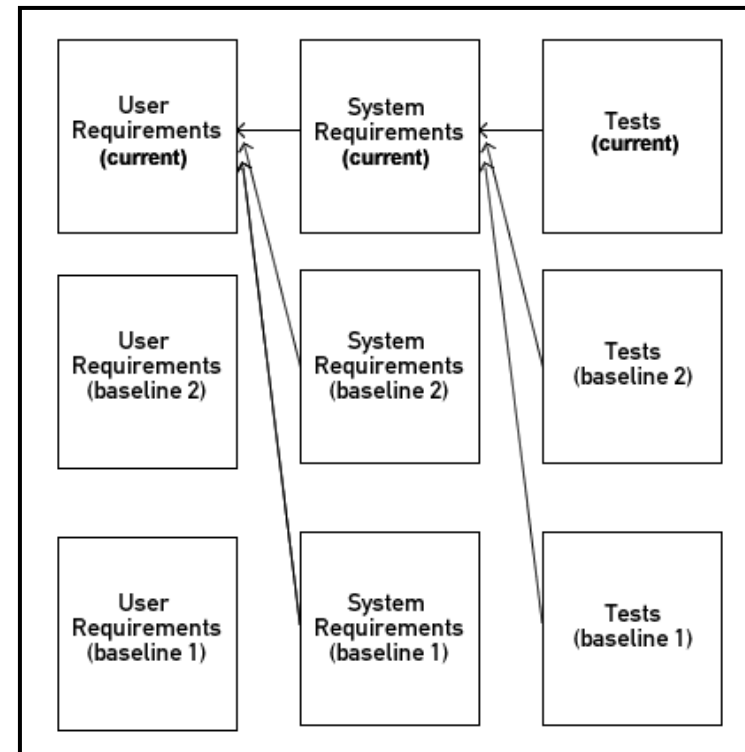 User
Requirements
(current)
System
Requirements
(current)
Tests
(current)
User
Requirements
(baseline 2)
System
Requirements
(baseline 2)
Tests
(baseline 2)
User
Requirements
(baseline 1)
System
Requirements
(baseline 1)
Tests
(baseline 1)